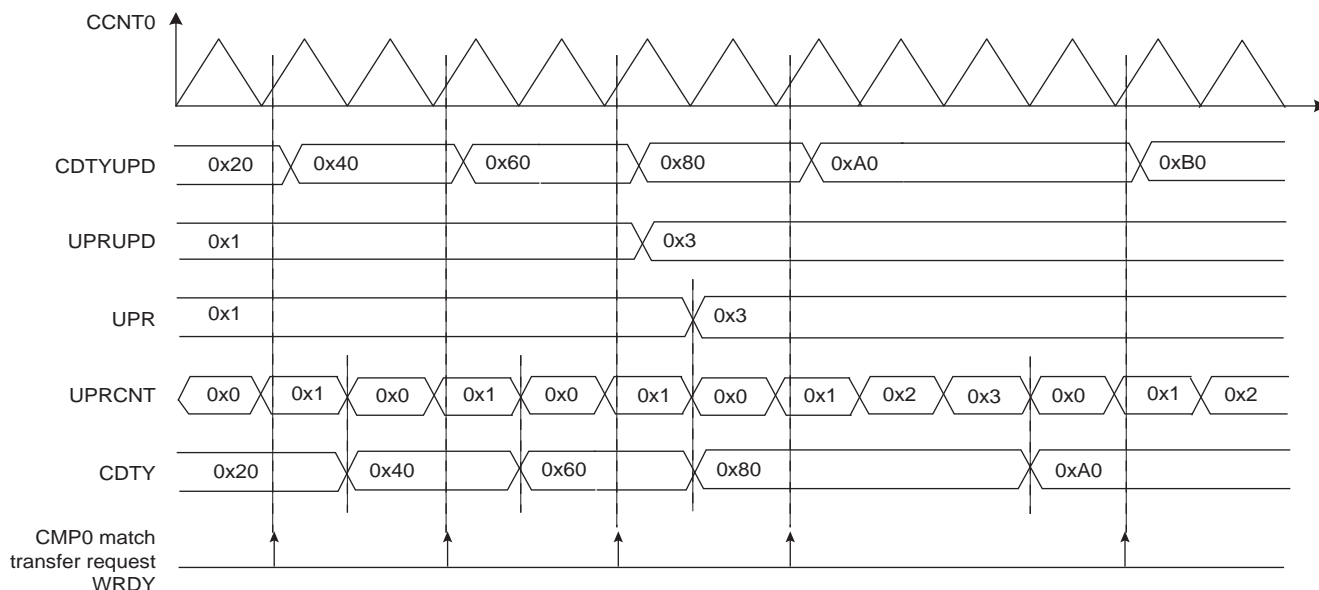 CCNT0
CDTYUPD 0x20 0x40 0x60 0x80 0xA0 0xB0
UPRUPD 0x1 0x3
UPR 0x1 0x3
UPRCNT 0x0 0x1 0x0 0x1 0x0 0x1 0x0 0x1 0x2 0x3 0x0 0x1 0x2
CDTY 0x20 0x40 0x60 0x80 0xA0
CMP0 match
transfer request
WRDY